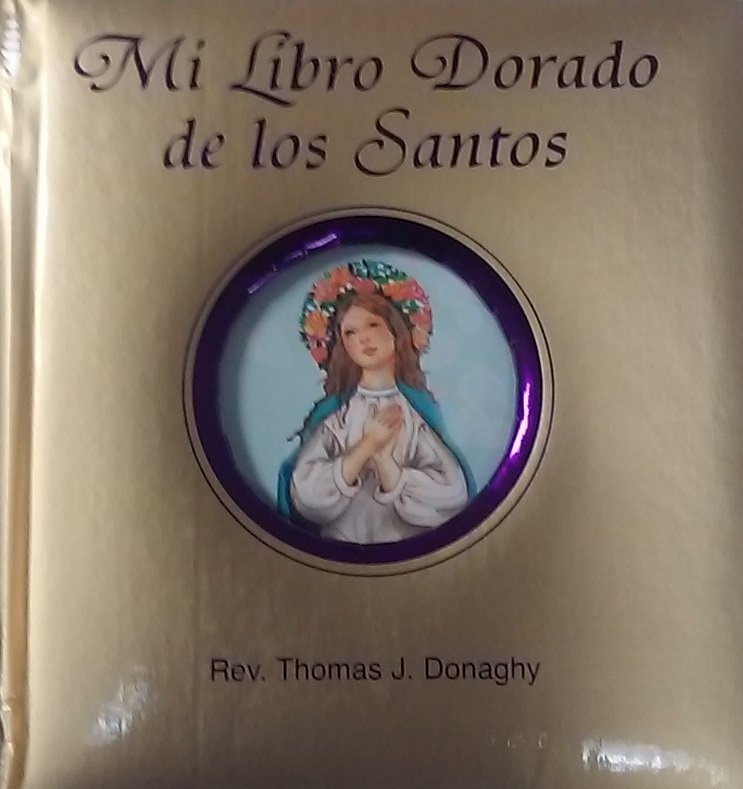 Mi Libro Dorado
de los Santos
Rev. Thomas J. Donaghy